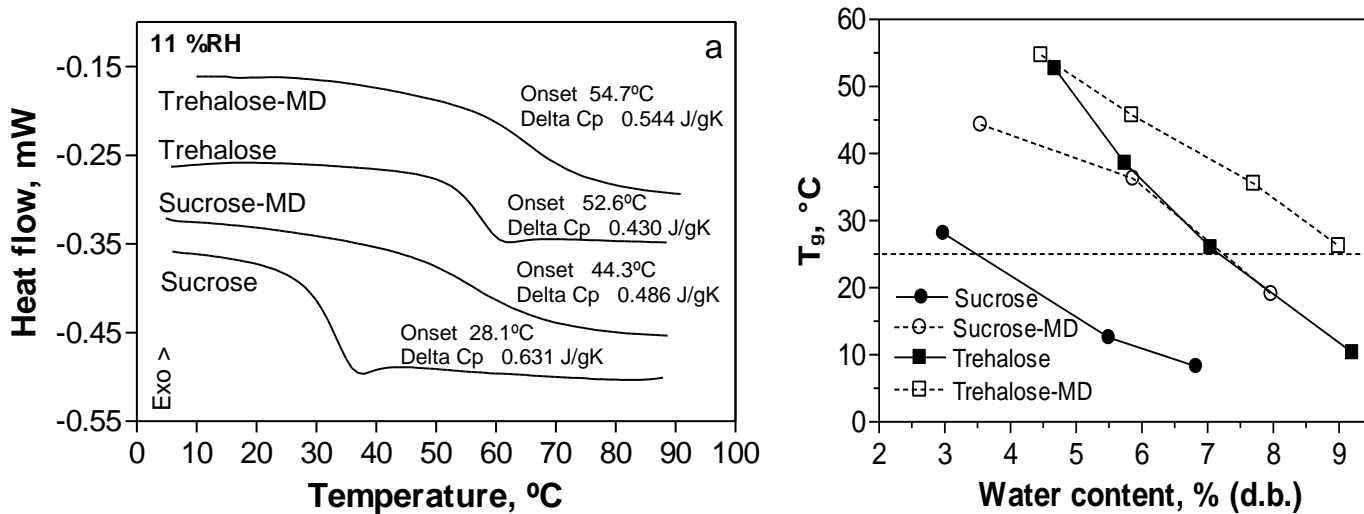 11 %RH
a
-0.15
-0.25
-0.35
-0.45
-0.55
Heat flow, mW
Trehalose-MD
Onset 54.7ºC
Delta Cp 0.544 J/gK
Trehalose
Onset 52.6ºC
Delta Cp 0.430 J/gK
Sucrose-MD
Onset 44.3ºC
Delta Cp 0.486 J/gK
Sucrose
Onset 28.1ºC
Delta Cp 0.631 J/gK
Exo >
0 10 20 30 40 50 60 70 80 90 100
Temperature, ºC
60
50
40
30
20
10
0
Tg, °C
Sucrose
Sucrose-MD
Trehalose
Trehalose-MD
2 3 4 5 6 7 8 9
Water content, % (d.b.)